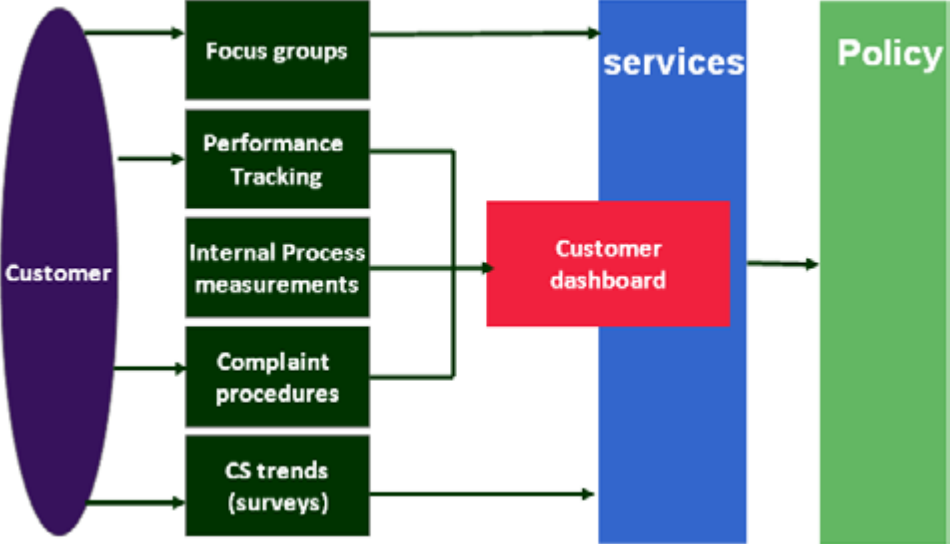 Customer
Focus groups
Performance
Tracking
Internal Process
measurements
Complaint
procedures
CS trends
(surveys)
Customer
dashboard
services
Policy